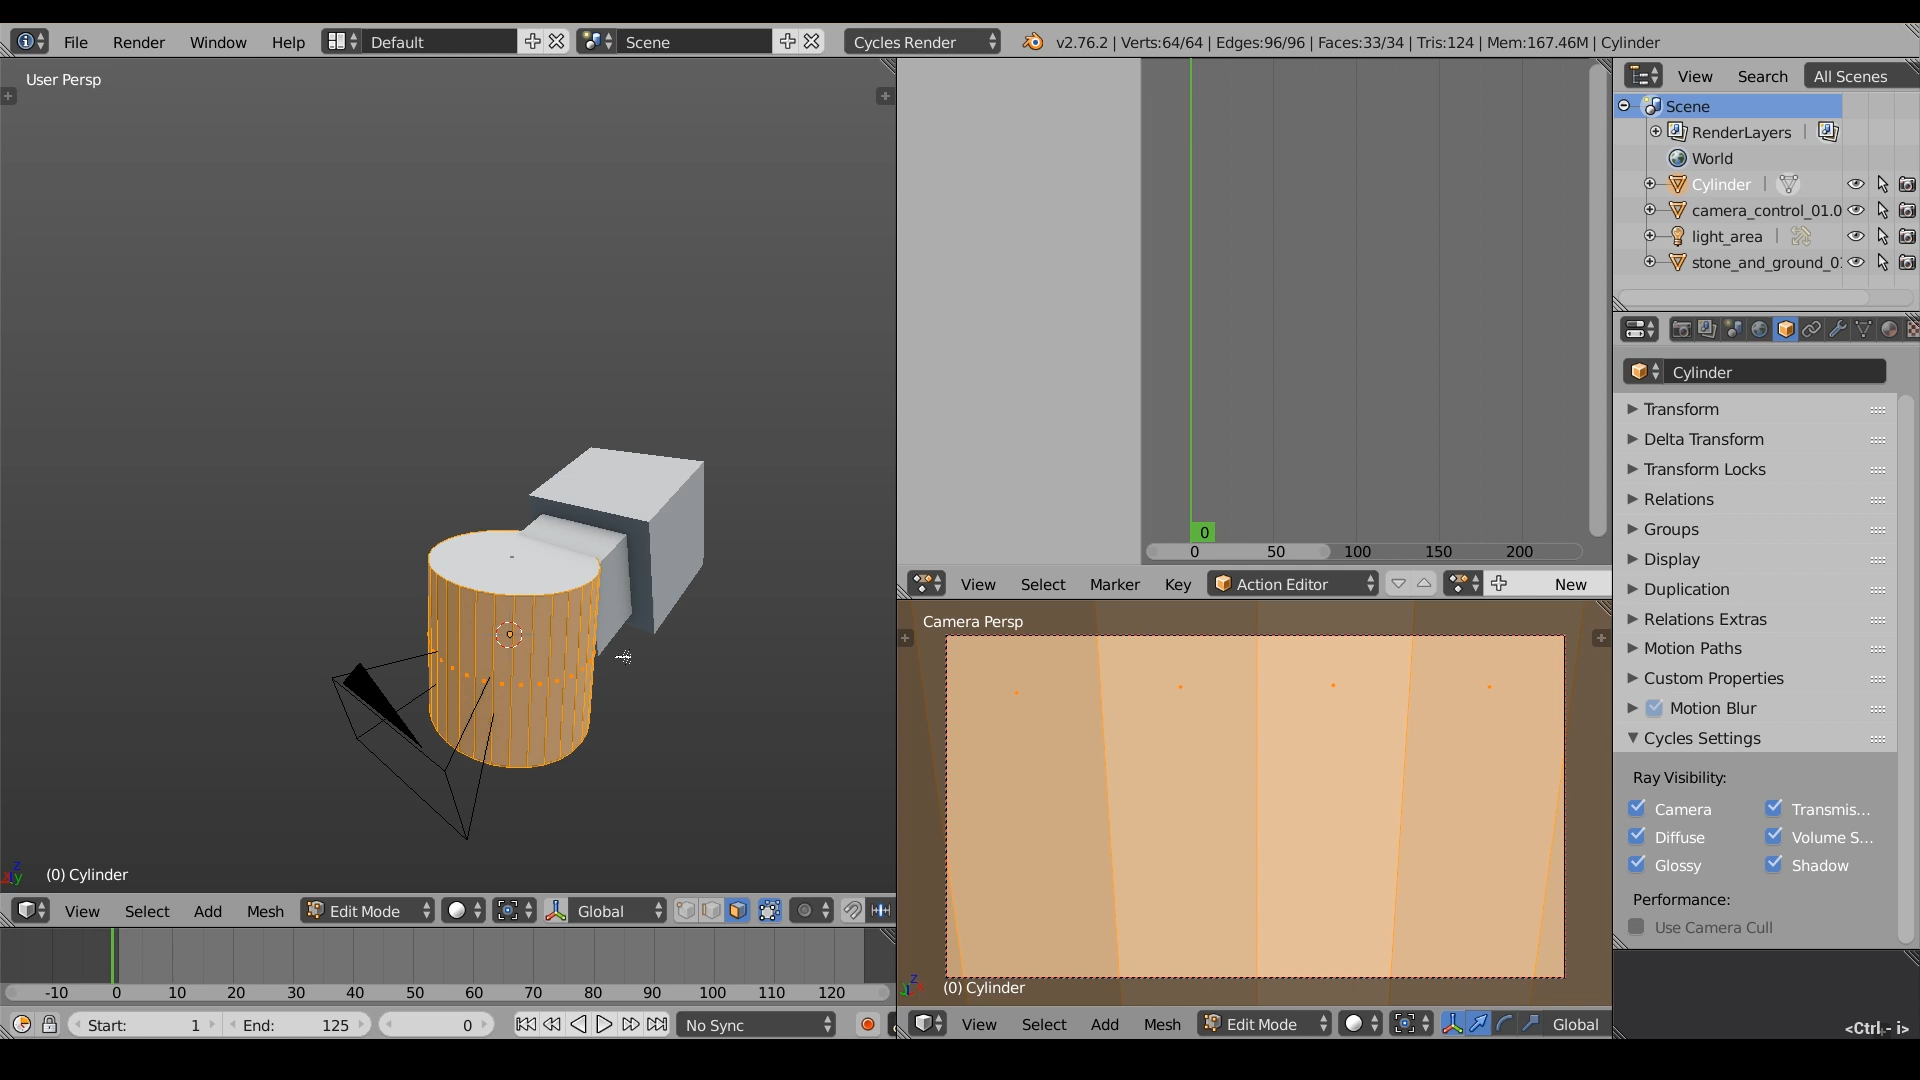 File Render Window Help Default Scene Cycles Render v2.76.2 | Verts:64/64 | Edges:96/96 | Faces:33/34 | Tris:124 | Mem:167.46M | Cylinder
User Persp
(0) Cylinder
View Select Add Mesh Edit Mode Global
-10 0 10 20 30 40 50 60 70 80 90 100 110 120
Start: 1 End: 125 0 No Sync
0
0 50 100 150 200
View Select Marker Key Action Editor New
Camera Persp
(0) Cylinder
View Select Add Mesh Edit Mode Global
View Search All Scenes
Scene
RenderLayers |
World
Cylinder |
camera_control_01.0
light_area |
stone_and_ground_0
Cylinder
Transform
Delta Transform
Transform Locks
Relations
Groups
Display
Duplication
Relations Extras
Motion Paths
Custom Properties
Motion Blur
Cycles Settings
Ray Visibility:
Camera Transmis...
Diffuse Volume S...
Glossy Shadow
Performance:
Use Camera Cull
<Ctrl - i>